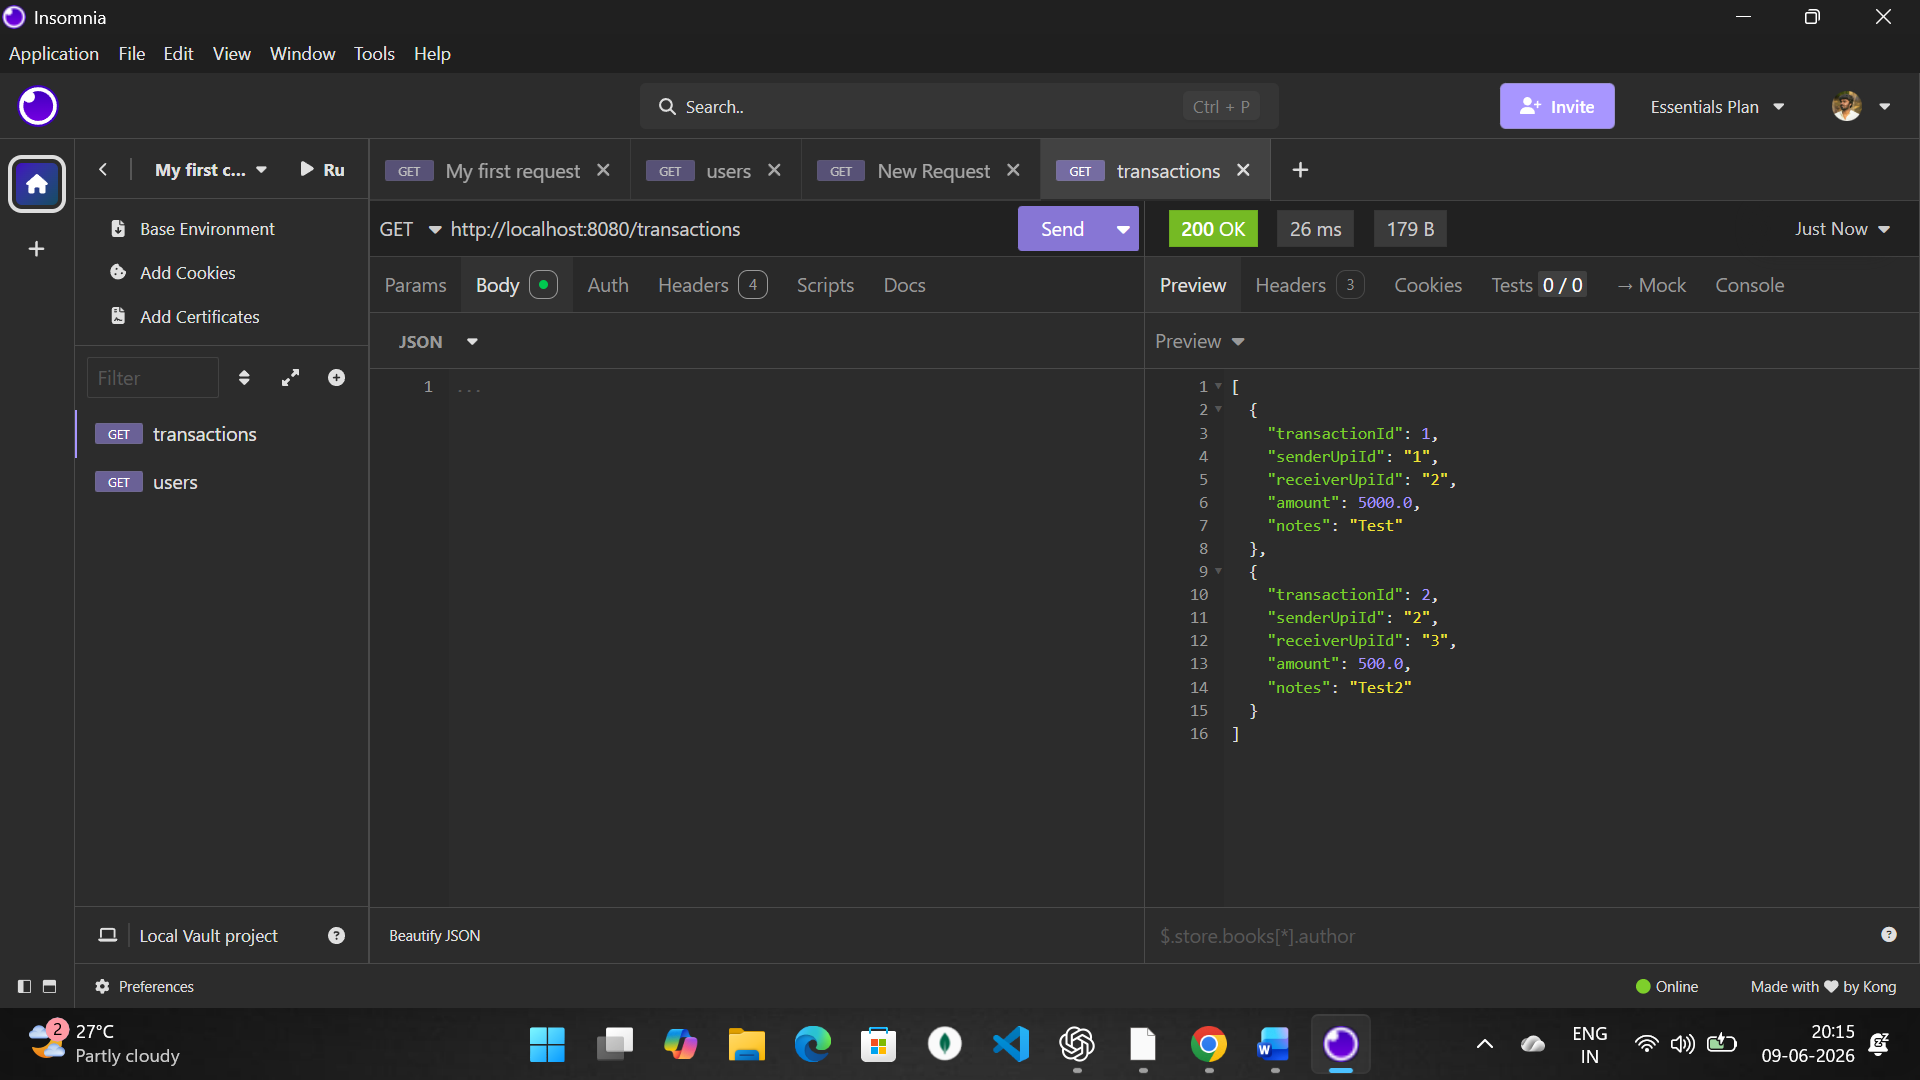 Insomnia
Application File Edit View Window Tools Help
Search.. Ctrl + P
Invite
Essentials Plan
My first c...
Ru
GET My first request
GET users
GET New Request
GET transactions
Base Environment
Add Cookies
Add Certificates
Filter
GET transactions
GET users
GET http://localhost:8080/transactions
Send
200 OK 26 ms 179 B
Just Now
Params Body Auth Headers 4 Scripts Docs
Preview Headers 3 Cookies Tests 0 / 0 → Mock Console
JSON
1 ...
Preview
1 [
2 {
3 "transactionId": 1,
4 "senderUpiId": "1",
5 "receiverUpiId": "2",
6 "amount": 5000.0,
7 "notes": "Test"
8 },
9 {
10 "transactionId": 2,
11 "senderUpiId": "2",
12 "receiverUpiId": "3",
13 "amount": 500.0,
14 "notes": "Test2"
15 }
16 ]
Local Vault project
Beautify JSON
$.store.books[*].author
Preferences
Online
Made with ❤ by Kong
2
27°C
Partly cloudy
ENG
IN
20:15
09-06-2026